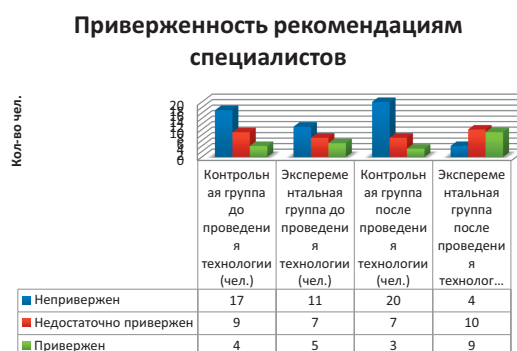 Приверженность рекомендациям
специалистов
Кол-во чел.
20
18
16
14
12
10
8
6
4
2
0
Контрольн
ая группа
до
проведени
я
технологии
(чел.)
Эксперeме
нтальная
группа до
проведени
я
технологии
(чел.)
Контрольн
ая группа
после
проведени
я
технологии
(чел.)
Эксперeме
нтальная
группа
после
проведени
я
технолог…
Непривержен 17 11 20 4
Недостаточно привержен 9 7 7 10
Привержен 4 5 3 9